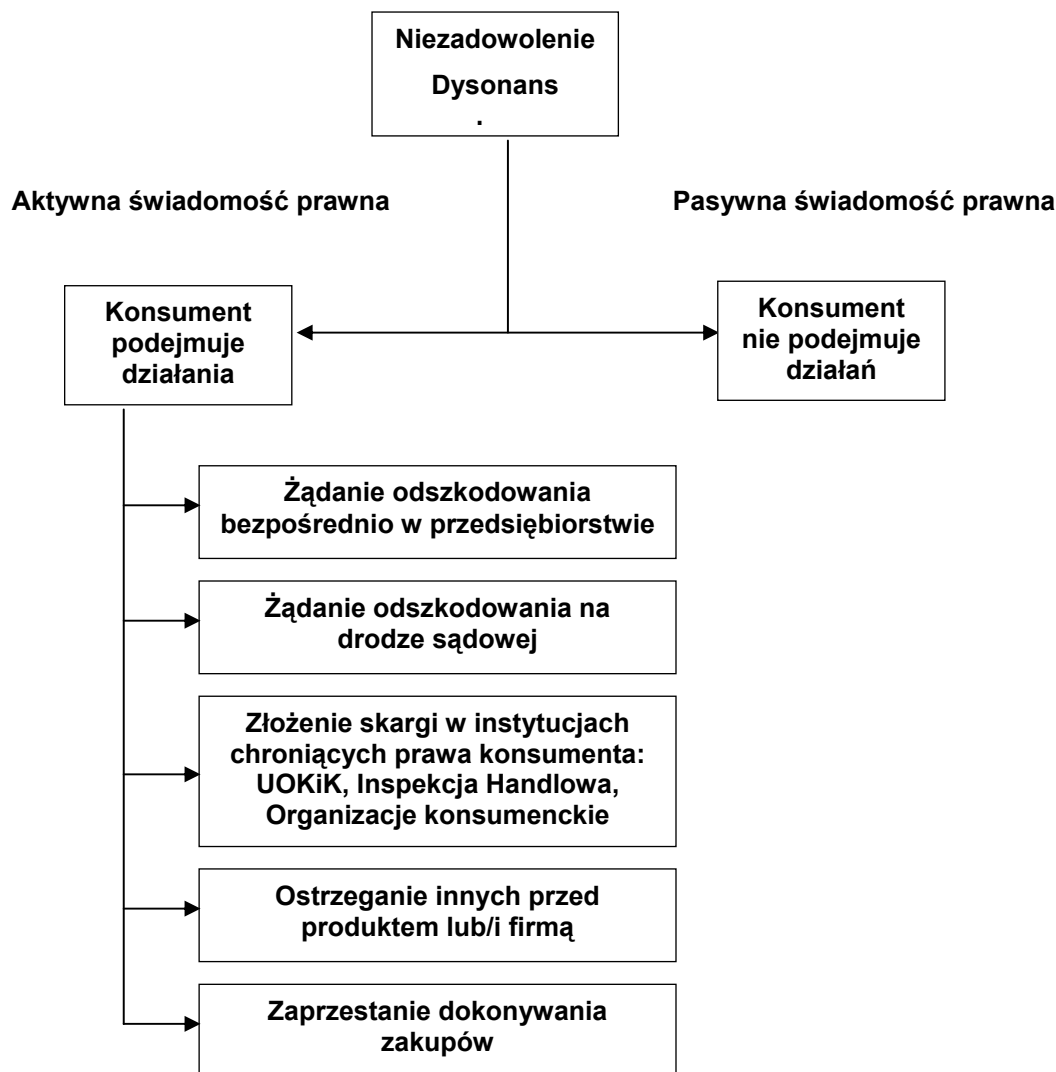 Niezadowolenie
Dysonans
.
Aktywna świadomość prawna
Pasywna świadomość prawna
Konsument
podejmuje
działania
Konsument
nie podejmuje
działań
Żądanie odszkodowania
bezpośrednio w przedsiębiorstwie
Żądanie odszkodowania na
drodze sądowej
Złożenie skargi w instytucjach
chroniących prawa konsumenta:
UOKiK, Inspekcja Handlowa,
Organizacje konsumenckie
Ostrzeganie innych przed
produktem lub/i firmą
Zaprzestanie dokonywania
zakupów